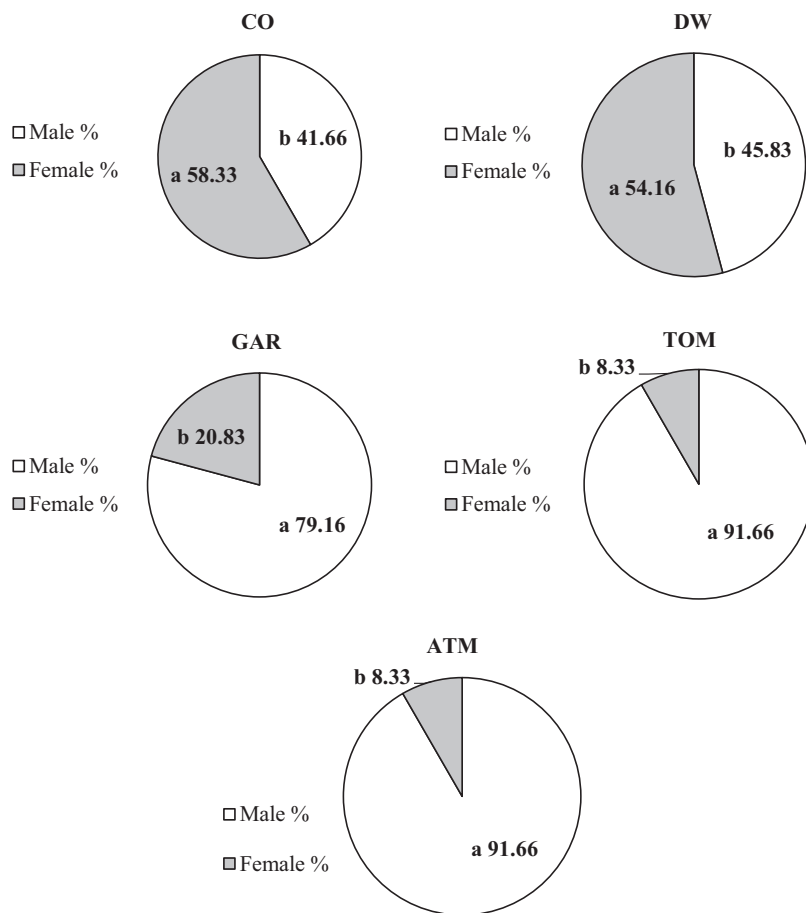 CO
Male %
Female %
b 41.66
a 58.33
DW
Male %
Female %
b 45.83
a 54.16
GAR
Male %
Female %
b 20.83
a 79.16
TOM
b 8.33
Male %
Female %
a 91.66
ATM
b 8.33
Male %
Female %
a 91.66